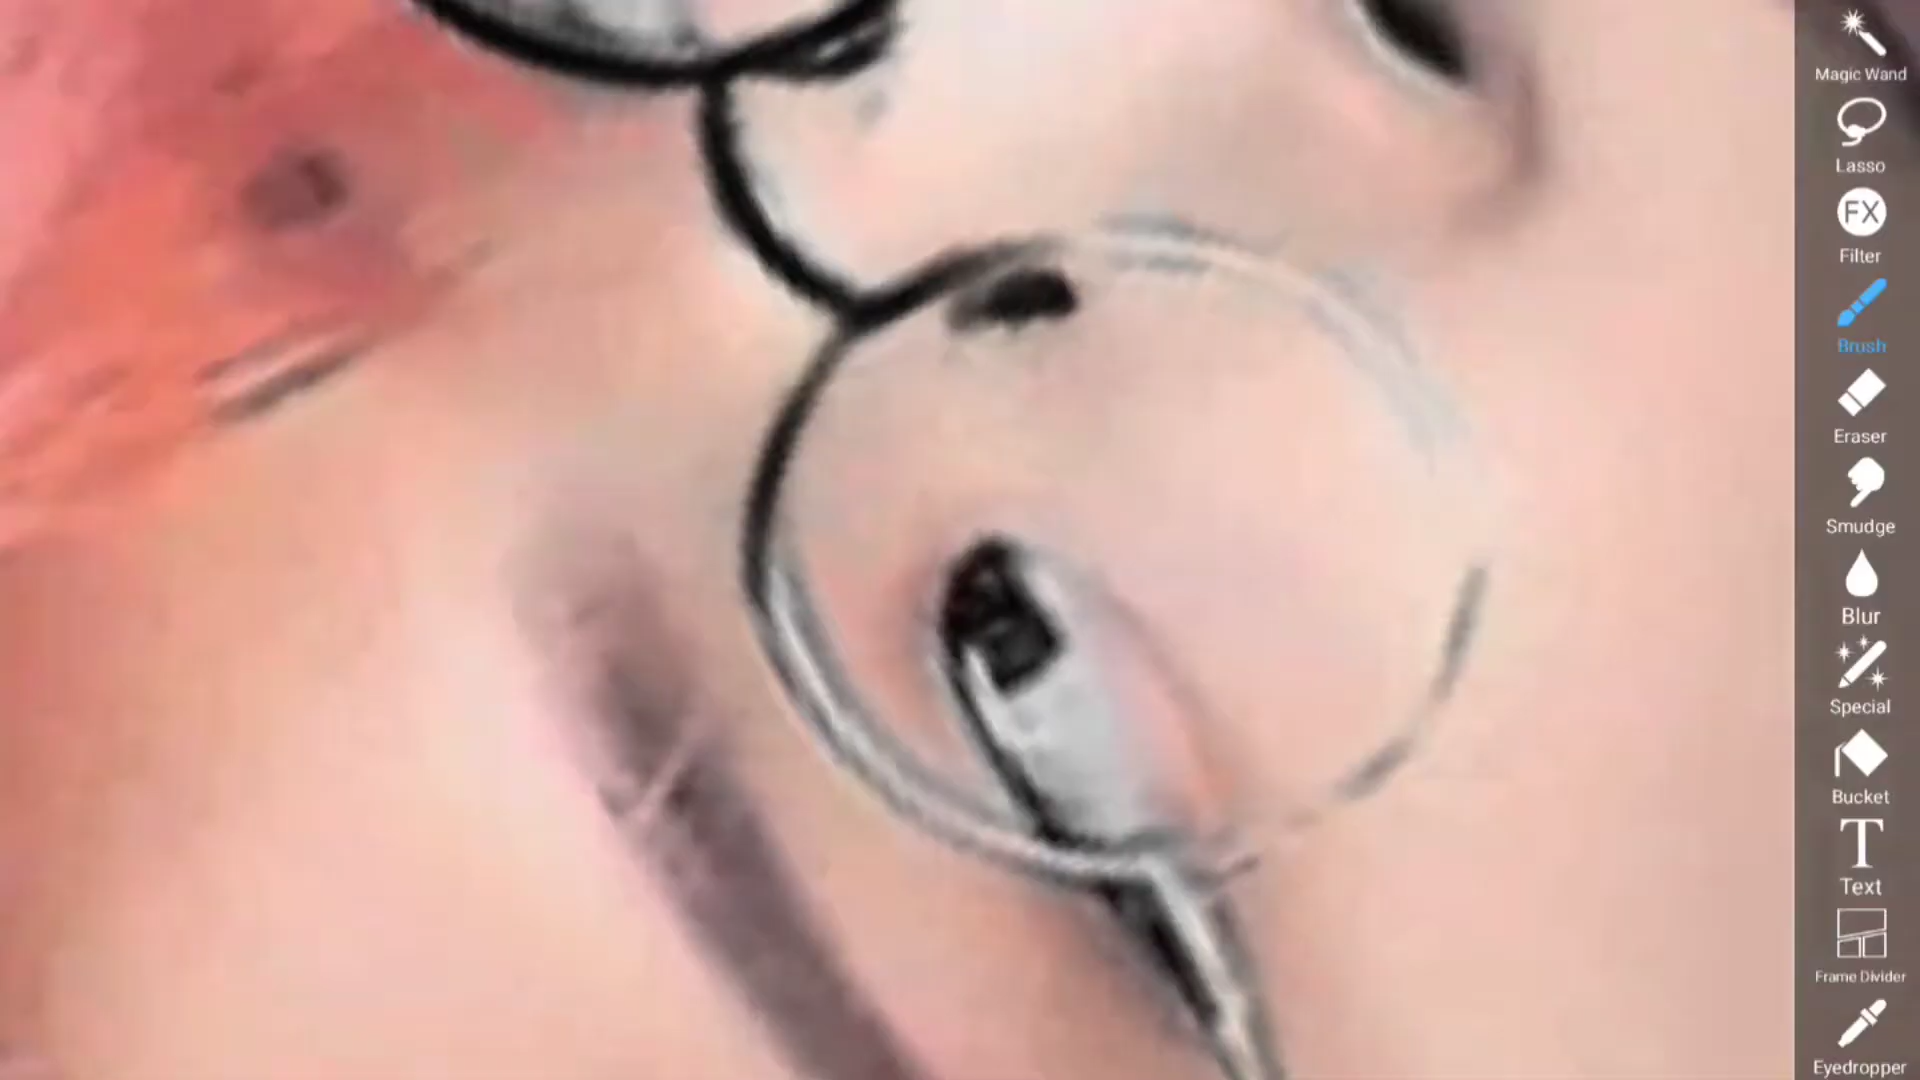 Magic Wand
Lasso
FX
Filter
Brush
Eraser
Smudge
Blur
Special
Bucket
T
Text
Frame Divider
Eyedropper